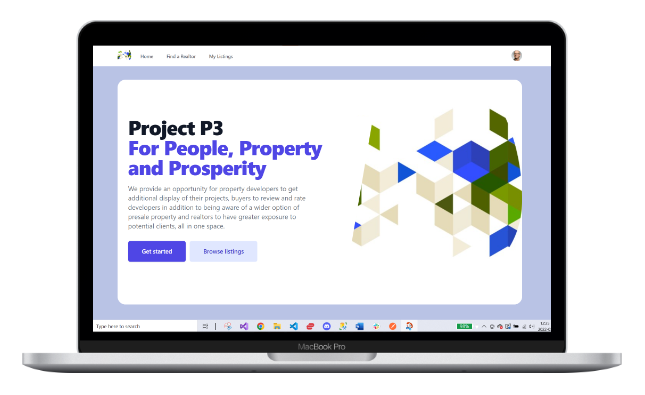 Home Find a Realtor My Listings
Project P3
For People, Property
and Prosperity
We provide an opportunity for property developers to get
additional display of their projects, buyers to review and rate
developers in addition to being aware of a wider option of
presale property and realtors to have greater exposure to
potential clients, all in one space.
Get started Browse listings
Type here to search
MacBook Pro